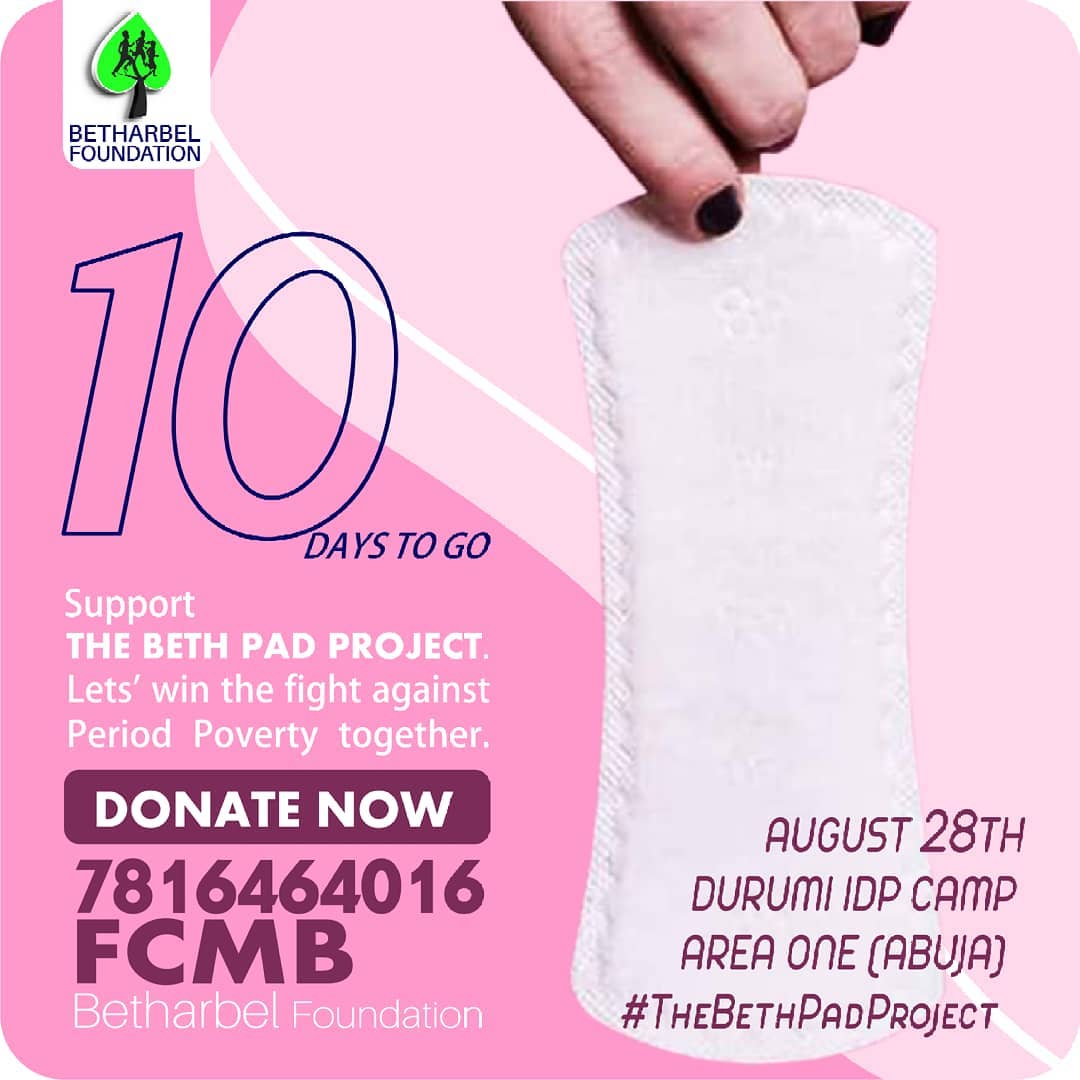 BETHARBEL
FOUNDATION
10
DAYS TO GO
Support
THE BETH PAD PROJECT.
Lets' win the fight against
Period Poverty together.
DONATE NOW
7816464016
FCMB
Betharbel Foundation
AUGUST 28TH
DURUMI IDP CAMP
AREA ONE (ABUJA)
#THEBETHPADPROJECT